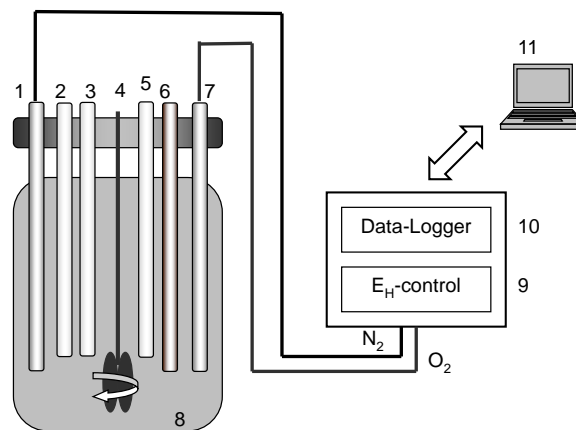 11
1 2 3 4 5 6 7
Data-Logger 10
E_H-control 9
N₂
O₂
8